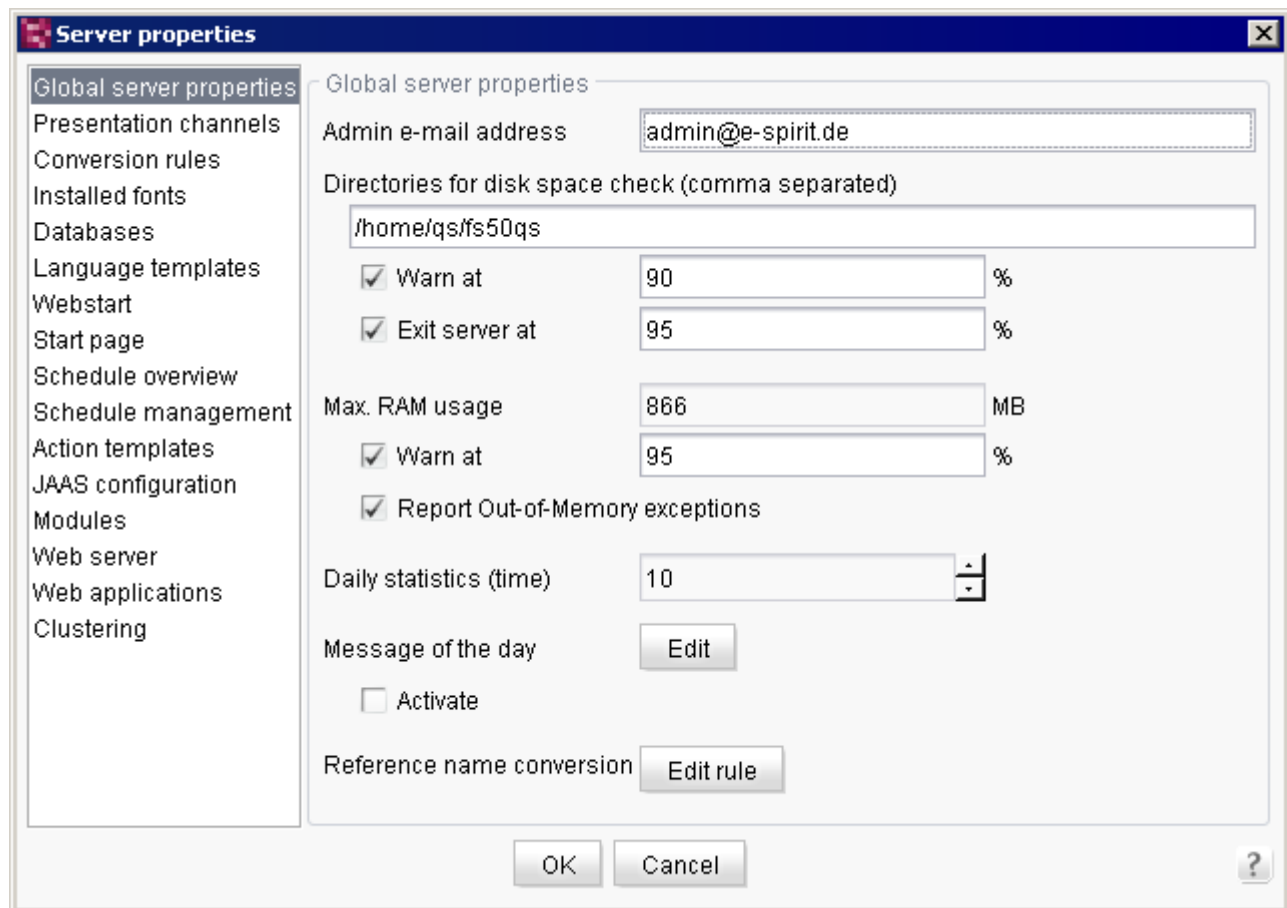 Server properties
Global server properties
Presentation channels
Conversion rules
Installed fonts
Databases
Language templates
Webstart
Start page
Schedule overview
Schedule management
Action templates
JAAS configuration
Modules
Web server
Web applications
Clustering
Global server properties
Admin e-mail address admin@e-spirit.de
Directories for disk space check (comma separated)
/home/qs/fs50qs
Warn at 90 %
Exit server at 95 %
Max. RAM usage 866 MB
Warn at 95 %
Report Out-of-Memory exceptions
Daily statistics (time) 10
Message of the day Edit
Activate
Reference name conversion Edit rule
OK Cancel ?